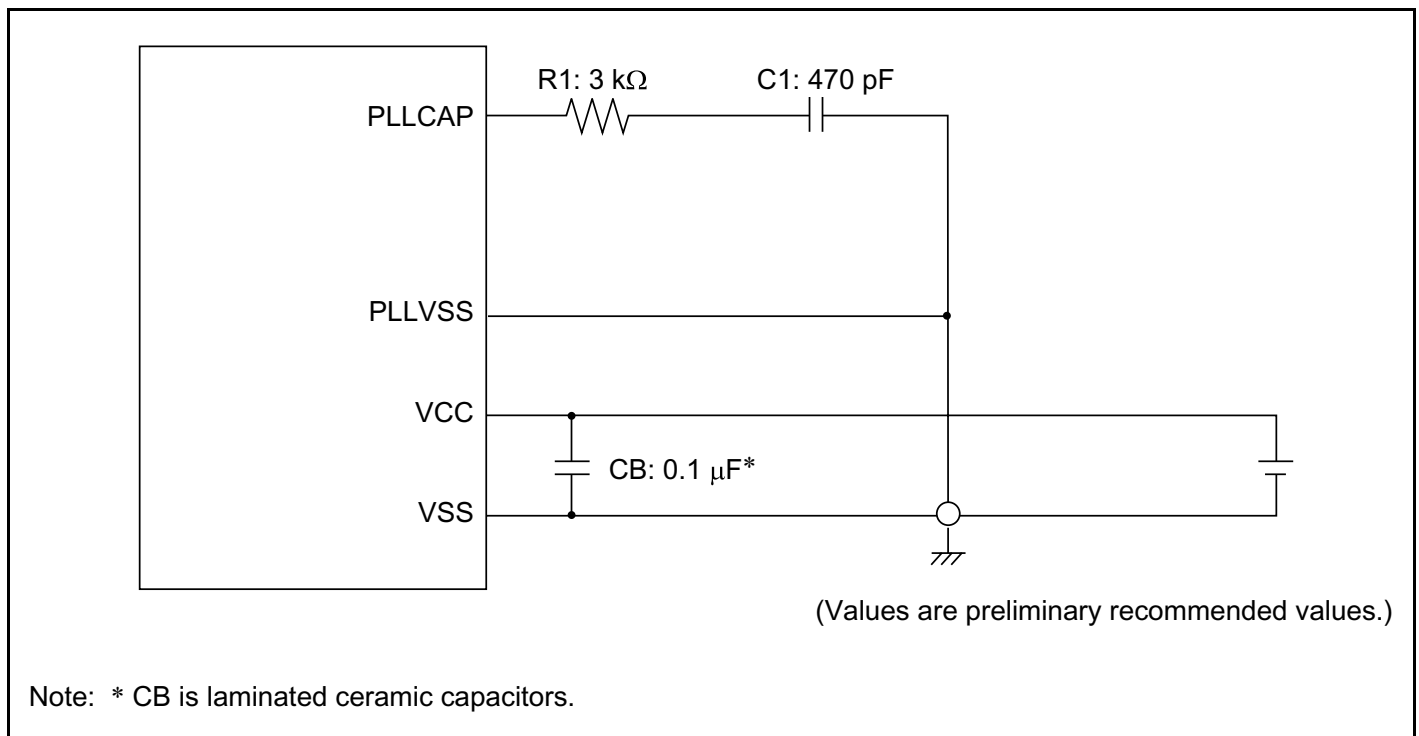 R1: 3 kΩ
C1: 470 pF
PLLCAP
PLLVSS
VCC
CB: 0.1 μF*
VSS
(Values are preliminary recommended values.)
Note: * CB is laminated ceramic capacitors.